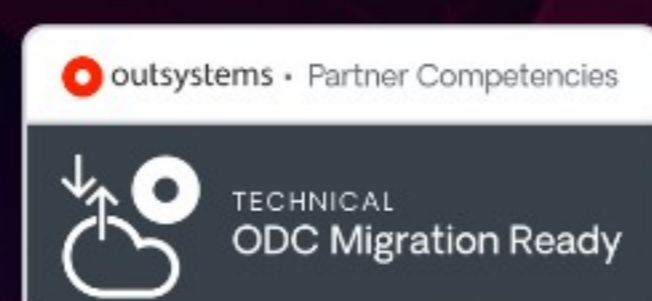 outsystems • Partner Competencies
TECHNICAL
ODC Migration Ready